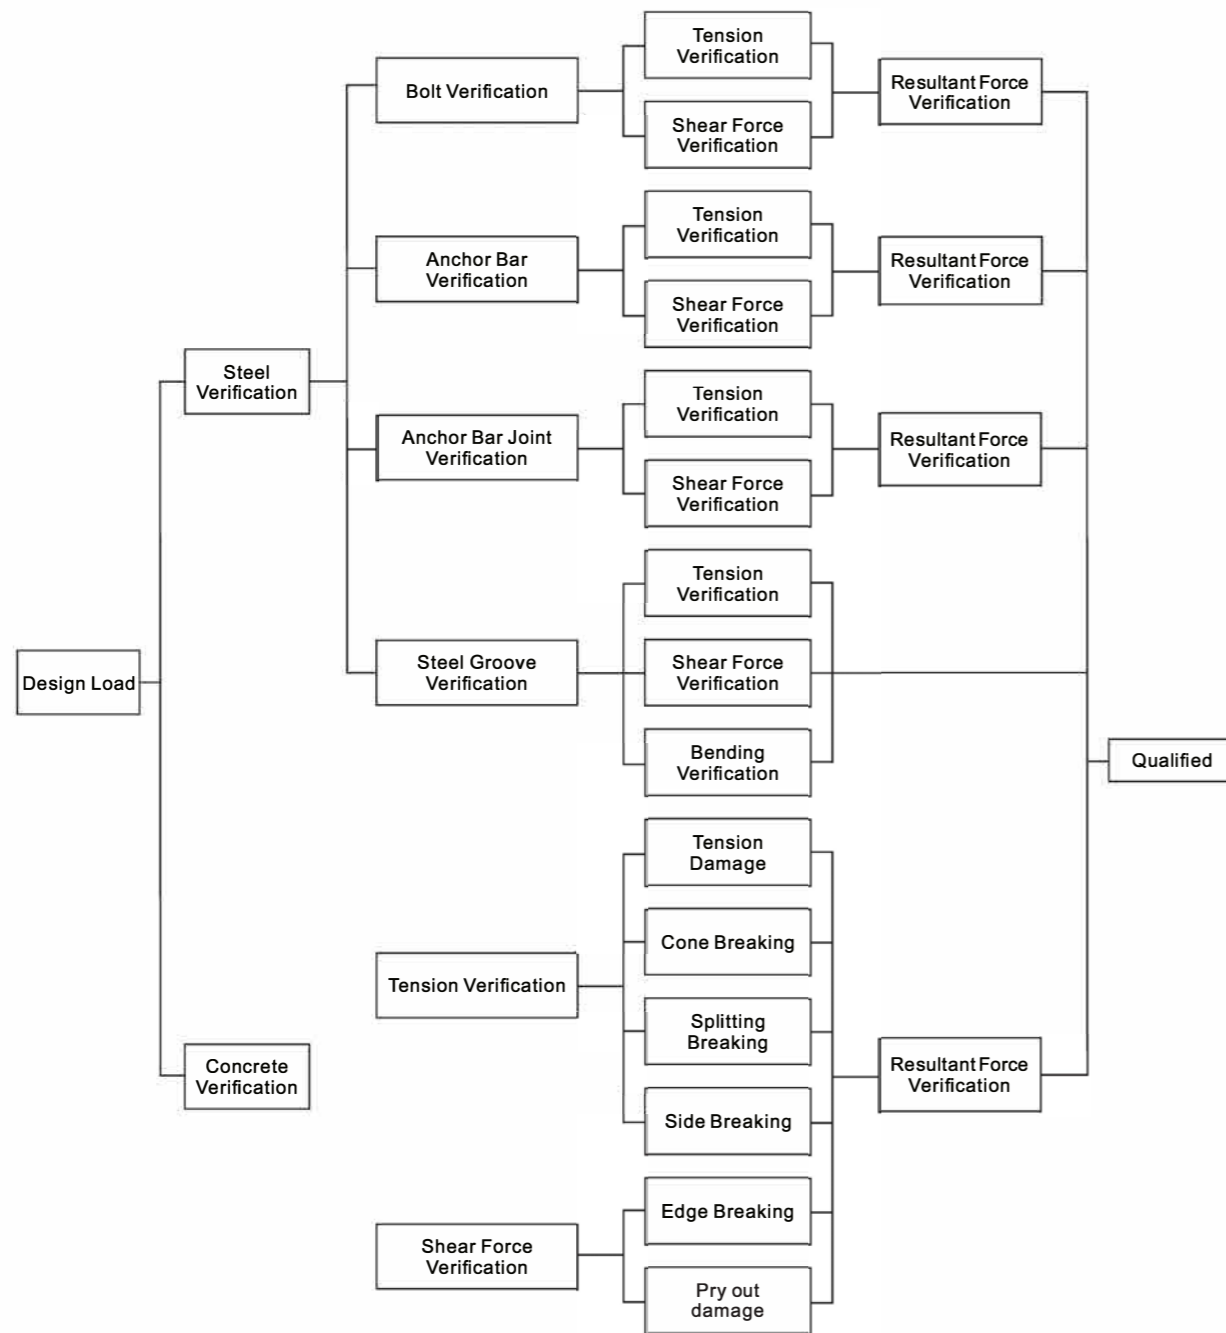 Design Load
Steel
Verification
Concrete
Verification
Bolt Verification
Anchor Bar
Verification
Anchor Bar Joint
Verification
Steel Groove
Verification
Tension Verification
Shear Force
Verification
Tension
Verification
Shear Force
Verification
Tension
Verification
Shear Force
Verification
Tension
Verification
Shear Force
Verification
Tension
Verification
Shear Force
Verification
Bending
Verification
Tension
Damage
Cone Breaking
Splitting
Breaking
Side Breaking
Edge Breaking
Pry out
damage
Resultant Force
Verification
Resultant Force
Verification
Resultant Force
Verification
Resultant Force
Verification
Qualified